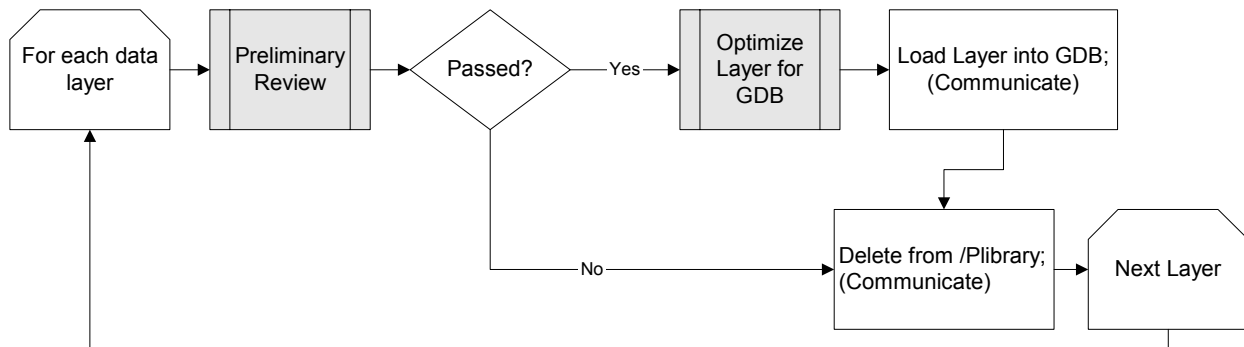 For each data
layer
Preliminary
Review
Passed?
Yes
Optimize
Layer for
GDB
Load Layer into GDB;
(Communicate)
No
Delete from /Plibrary;
(Communicate)
Next Layer